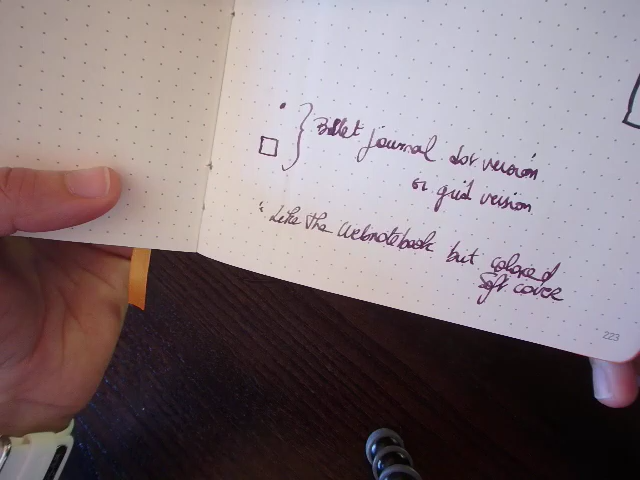 Bullet journal dot version
or grid version
Like the Webnotebook but colored
Soft cover
223